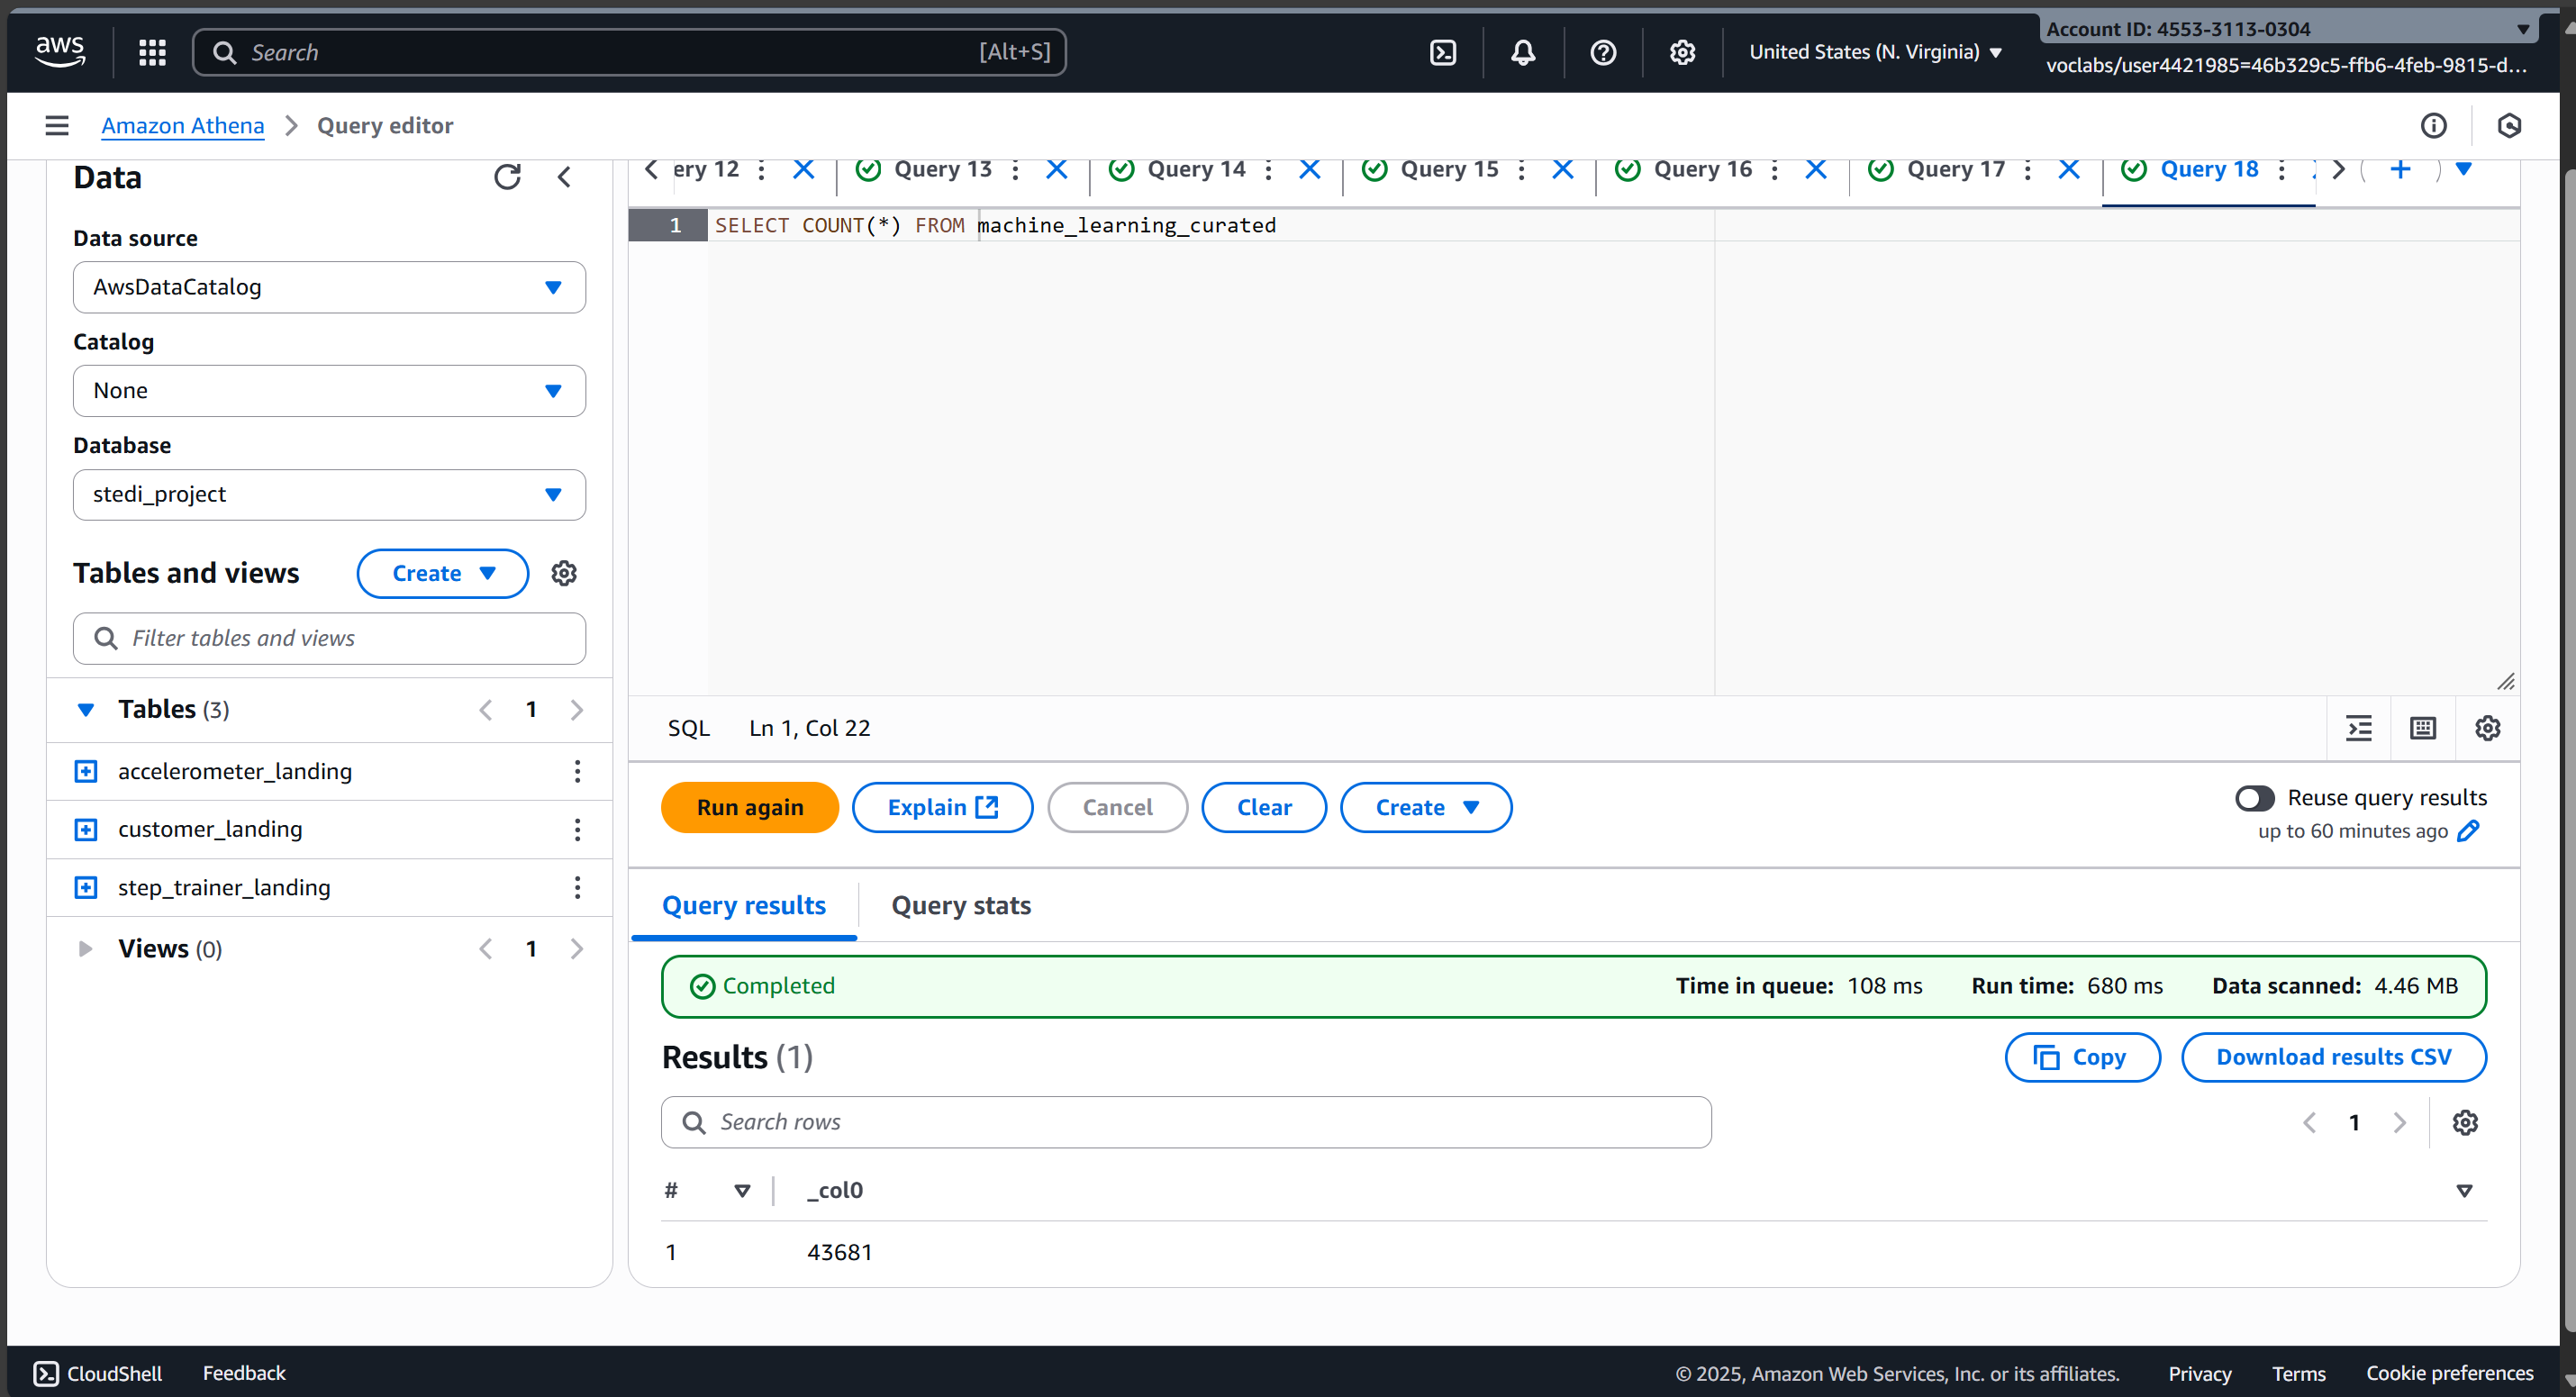 aws
Search [Alt+S]
United States (N. Virginia)
Account ID: 4553-3113-0304
voclabs/user4421985=46b329c5-ffb6-4feb-9815-d...
Amazon Athena
Query editor
Data
Data source
AwsDataCatalog
Catalog
None
Database
stedi_project
Tables and views
Create
Filter tables and views
Tables (3)
1
accelerometer_landing
customer_landing
step_trainer_landing
Views (0)
1
ery 12
Query 13
Query 14
Query 15
Query 16
Query 17
Query 18
1 SELECT COUNT(*) FROM machine_learning_curated
SQL Ln 1, Col 22
Run again
Explain
Cancel
Clear
Create
Reuse query results
up to 60 minutes ago
Query results
Query stats
Completed
Time in queue: 108 ms
Run time: 680 ms
Data scanned: 4.46 MB
Results (1)
Copy
Download results CSV
Search rows
1
# _col0
1 43681
CloudShell
Feedback
© 2025, Amazon Web Services, Inc. or its affiliates.
Privacy
Terms
Cookie preferences